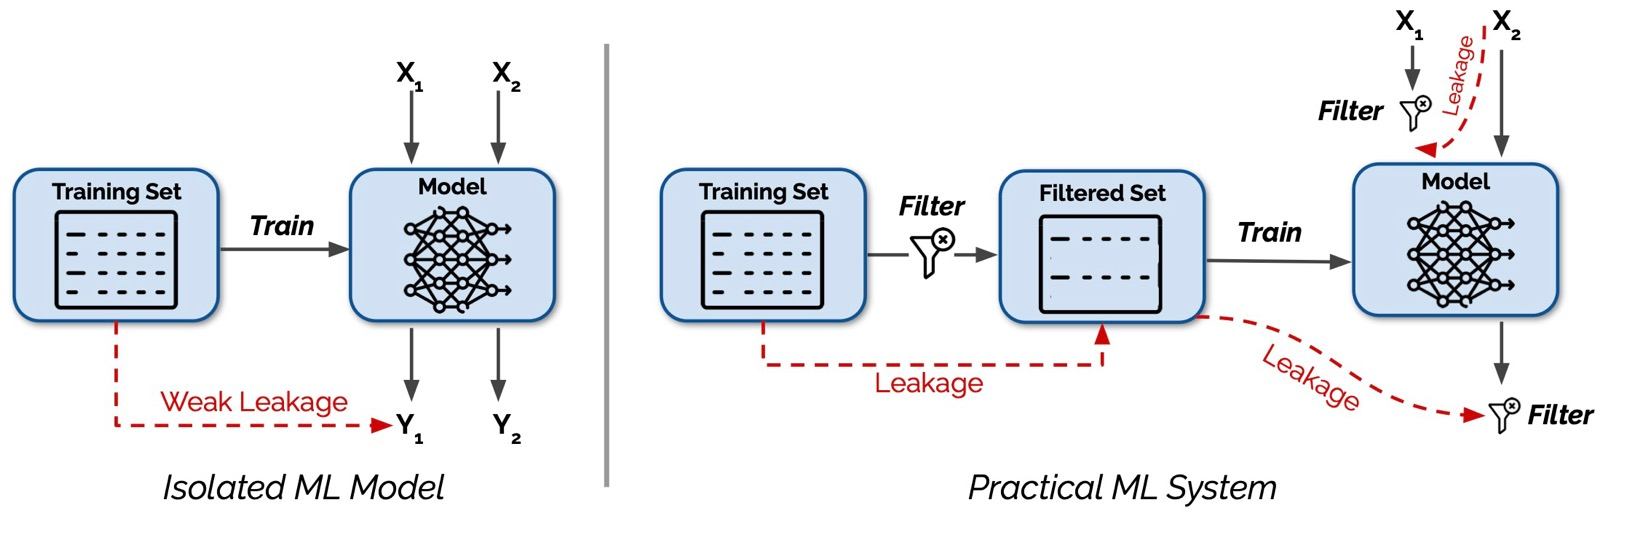 X1
X2
Training Set
Train
Model
Weak Leakage
Y1
Y2
Isolated ML Model
X1
X2
Leakage
Filter
Training Set
Filter
Filtered Set
Train
Model
Leakage
Leakage
Filter
Practical ML System